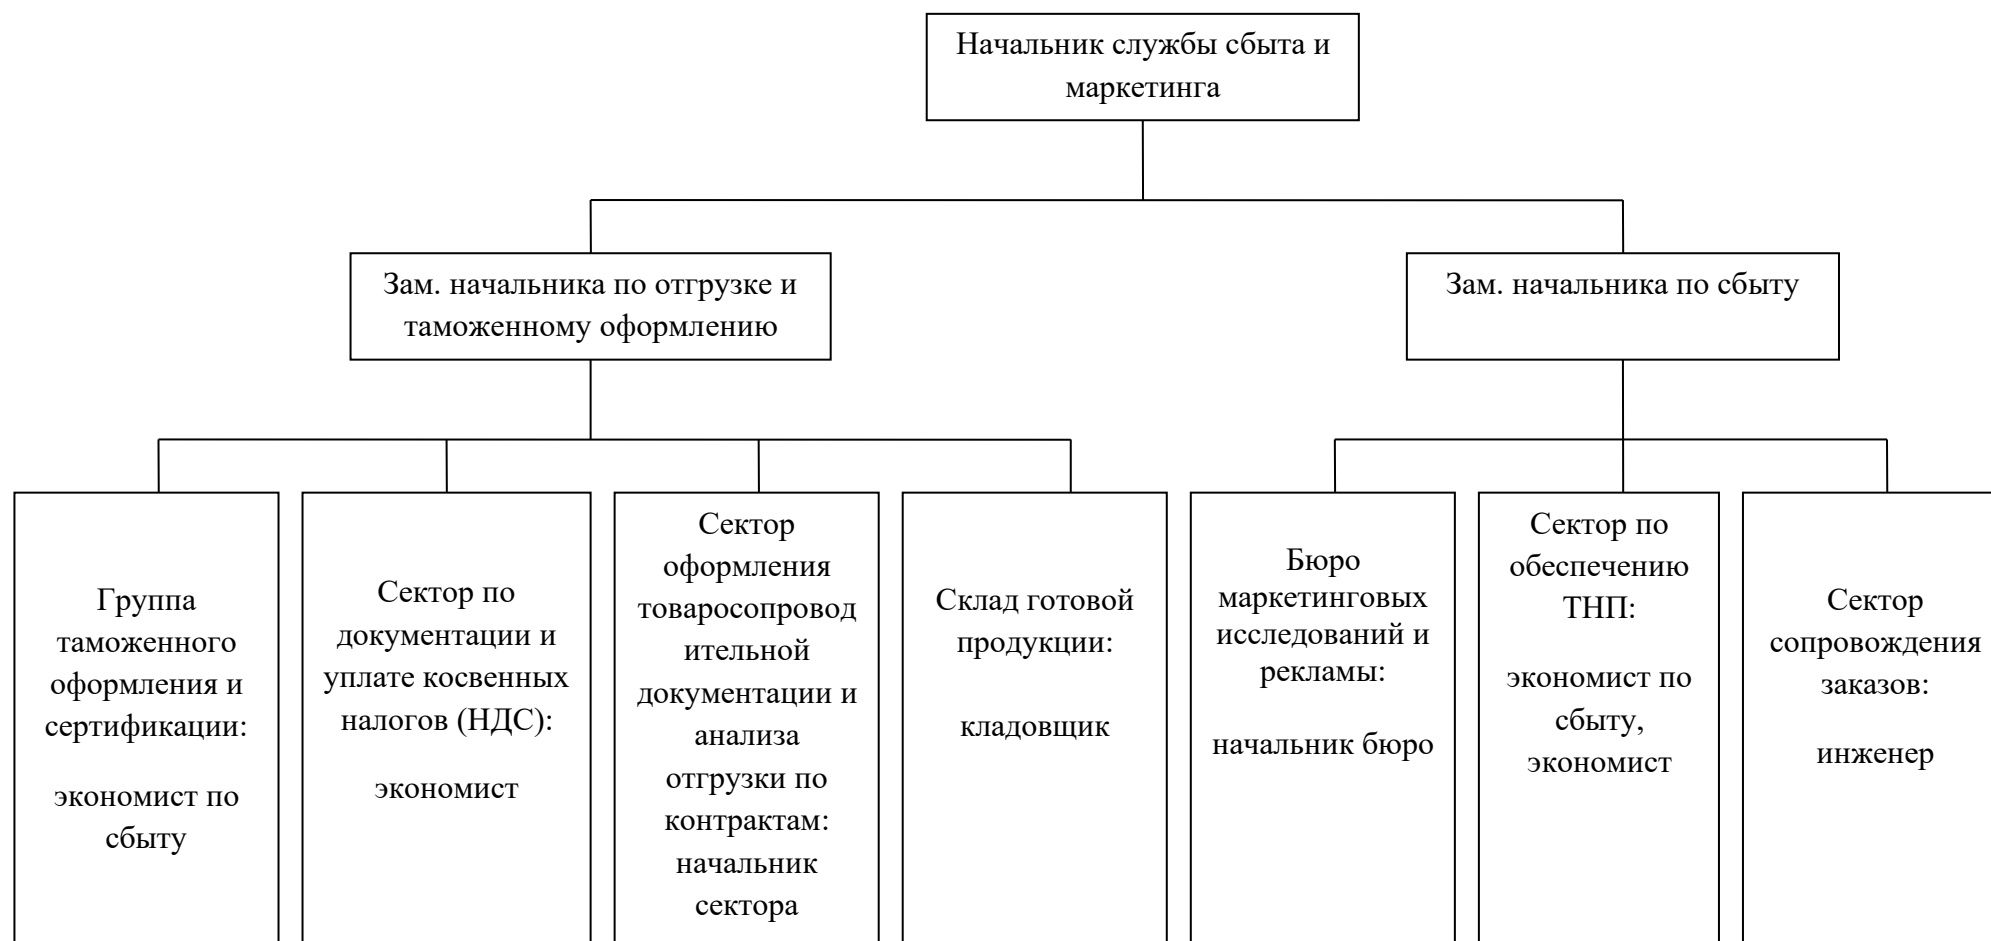 Начальник службы сбыта и
маркетинга
Зам. начальника по отгрузке и
таможенному оформлению
Зам. начальника по сбыту
Группа
таможенного
оформления и
сертификации:
экономист по
сбыту
Сектор по
документации и
уплате косвенных
налогов (НДС):
экономист
Сектор
оформления
товаросопровод
ительной
документации и
анализа
отгрузки по
контрактам:
начальник
сектора
Склад готовой
продукции:
кладовщик
Бюро
маркетинговых
исследований и
рекламы:
начальник бюро
Сектор по
обеспечению
ТНП:
экономист по
сбыту,
экономист
Сектор
сопровождения
заказов:
инженер